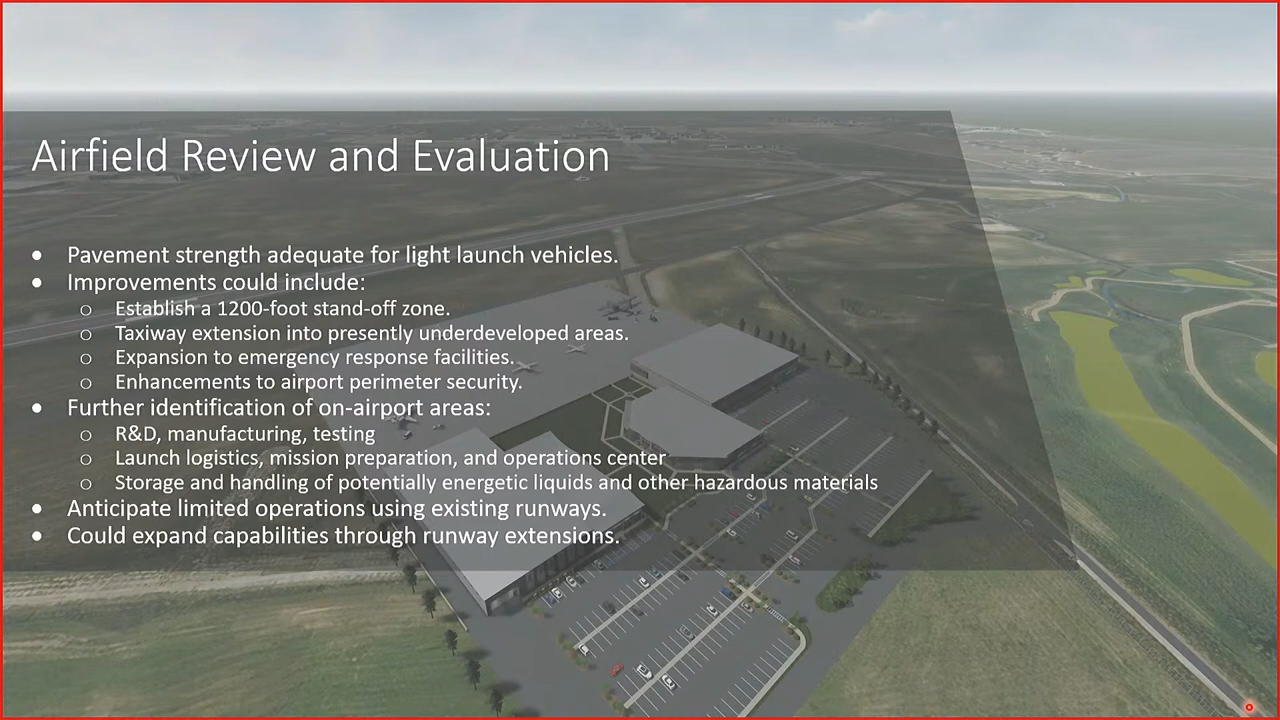 Airfield Review and Evaluation
• Pavement strength adequate for light launch vehicles.
• Improvements could include:
o Establish a 1200-foot stand-off zone.
o Taxiway extension into presently underdeveloped areas.
o Expansion to emergency response facilities.
o Enhancements to airport perimeter security.
• Further identification of on-airport areas:
o R&D, manufacturing, testing
o Launch logistics, mission preparation, and operations center
o Storage and handling of potentially energetic liquids and other hazardous materials
• Anticipate limited operations using existing runways.
• Could expand capabilities through runway extensions.